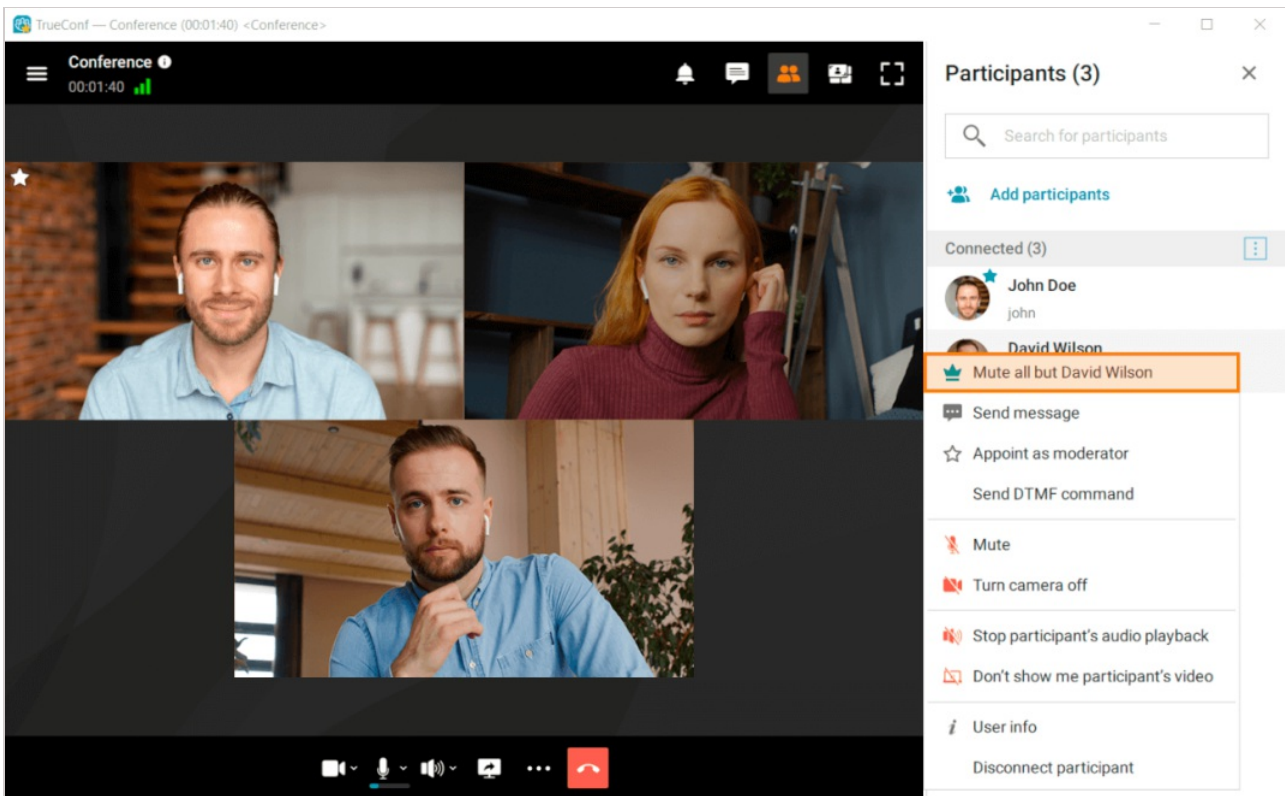 TrueConf — Conference (00:01:40) <Conference>
Conference
00:01:40
Participants (3)
Search for participants
Add participants
Connected (3)
John Doe
john
David Wilson
Mute all but David Wilson
Send message
Appoint as moderator
Send DTMF command
Mute
Turn camera off
Stop participant's audio playback
Don't show me participant's video
User info
Disconnect participant